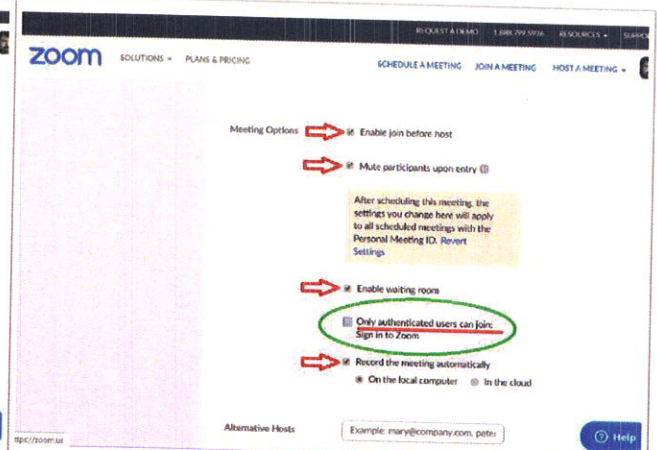 REQUEST A DEMO 1.888.799.5926 RESOURCES SUPPO
zoom SOLUTIONS PLANS & PRICING SCHEDULE A MEETING JOIN A MEETING HOST A MEETING
Meeting Options Enable join before host
Mute participants upon entry
After scheduling this meeting, the
settings you change here will apply
to all scheduled meetings with the
Personal Meeting ID. Revert
Settings
Enable waiting room
Only authenticated users can join:
Sign in to Zoom
Record the meeting automatically
On the local computer In the cloud
Alternative Hosts Example: mary@company.com, peter
ttps://zoom.us Help